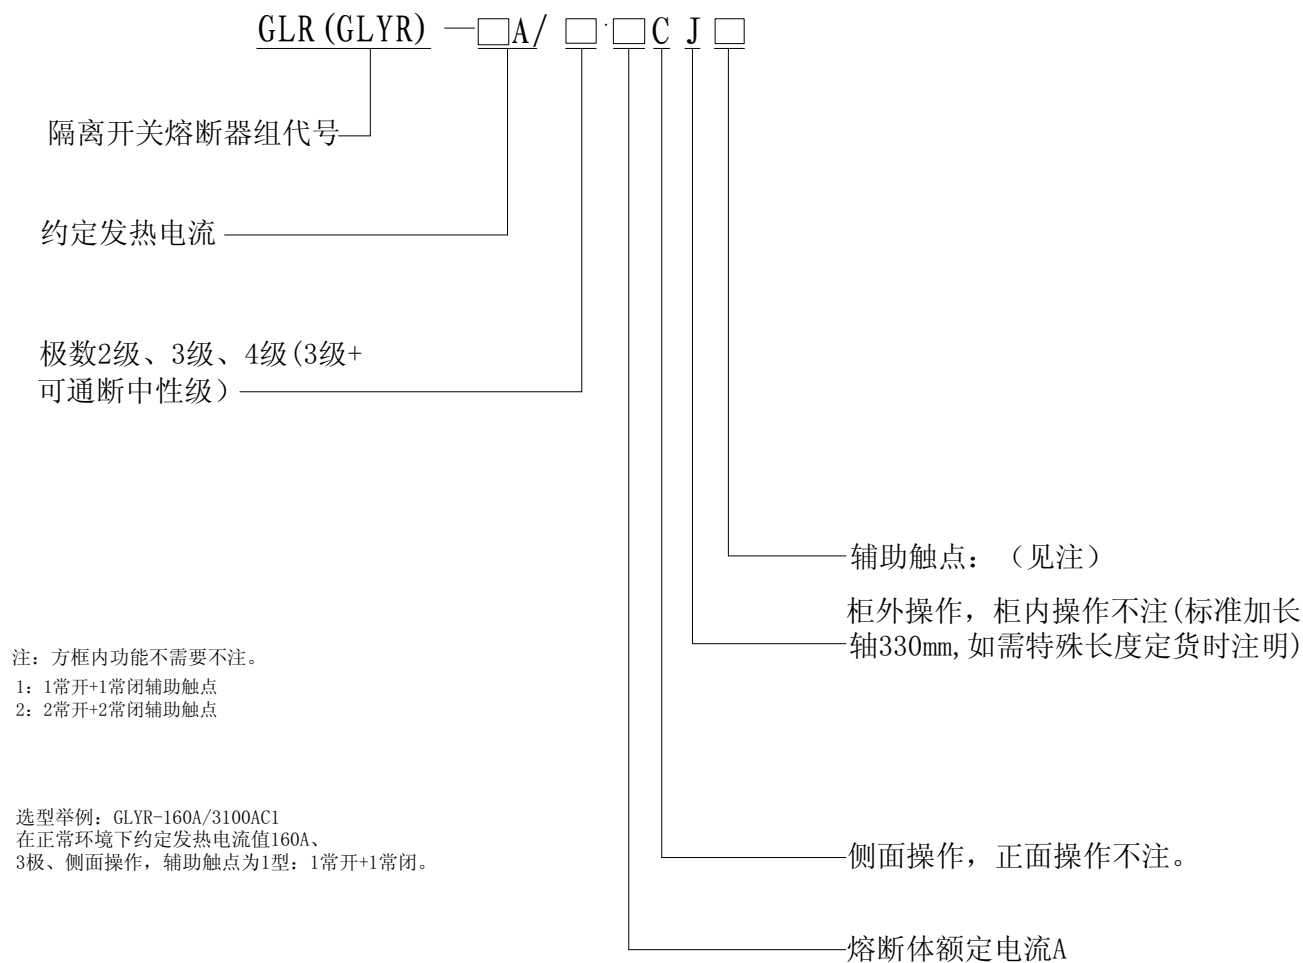 GLR(GLYR) —□A/ □·□C J □
隔离开关熔断器组代号
约定发热电流
极数2级、3级、4级(3级+
可通断中性级)
辅助触点：（见注）
柜外操作，柜内操作不注(标准加长
轴330mm,如需特殊长度定货时注明)
注：方框内功能不需要不注。
1：1常开+1常闭辅助触点
2：2常开+2常闭辅助触点
选型举例：GLYR-160A/3100AC1
在正常环境下约定发热电流值160A、
3极、侧面操作，辅助触点为1型：1常开+1常闭。
侧面操作，正面操作不注。
熔断体额定电流A